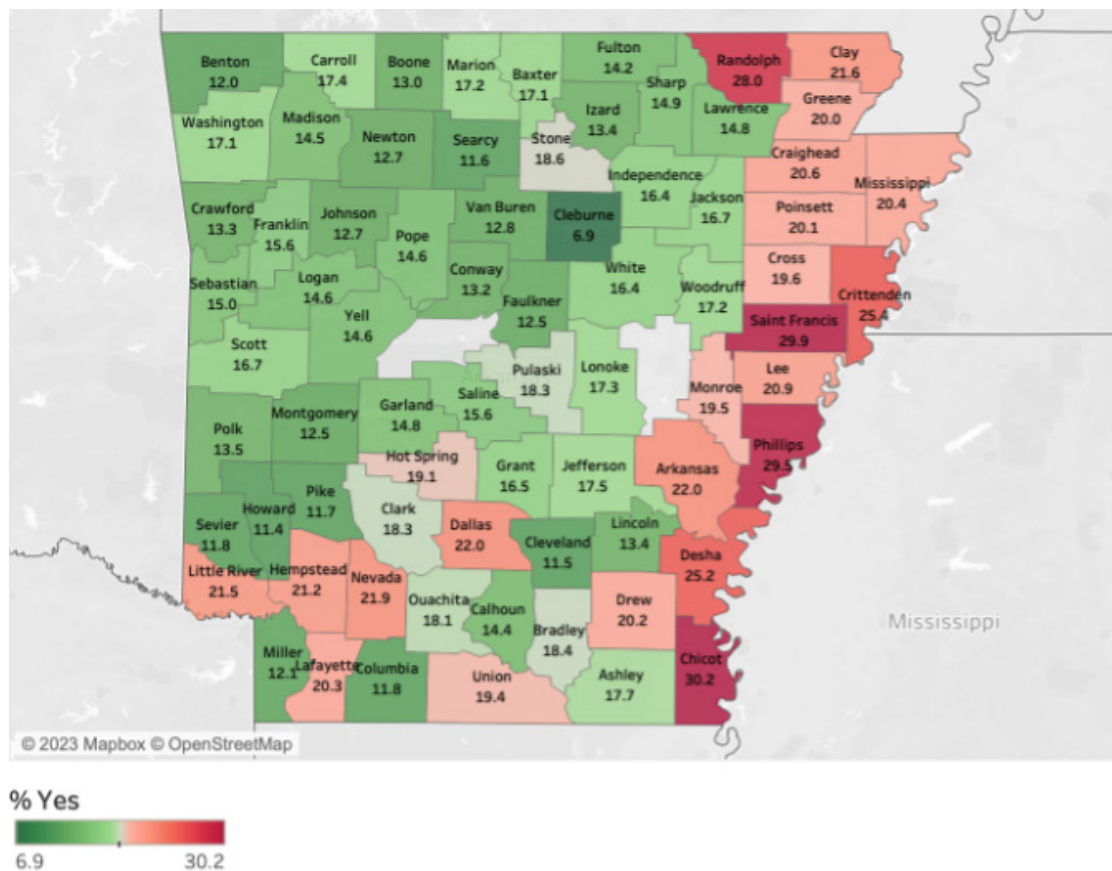 Benton
12.0
Carroll
17.4
Boone
13.0
Marion
17.2
Baxter
17.1
Fulton
14.2
Sharp
14.9
Randolph
28.0
Clay
21.6
Greene
20.0
Washington
17.1
Madison
14.5
Newton
12.7
Searcy
11.6
Stone
18.6
Izard
13.4
Lawrence
14.8
Craighead
20.6
Mississippi
20.4
Independence
16.4
Jackson
16.7
Poinsett
20.1
Crawford
13.3
Franklin
15.6
Johnson
12.7
Pope
14.6
Van Buren
12.8
Cleburne
6.9
Cross
19.6
Crittenden
25.4
Sebastian
15.0
Logan
14.6
Conway
13.2
White
16.4
Woodruff
17.2
Yell
14.6
Faulkner
12.5
Saint Francis
29.9
Scott
16.7
Pulaski
18.3
Lonoke
17.3
Lee
20.9
Monroe
19.5
Polk
13.5
Montgomery
12.5
Garland
14.8
Saline
15.6
Phillips
29.5
Hot Spring
19.1
Grant
16.5
Jefferson
17.5
Arkansas
22.0
Sevier
11.8
Howard
11.4
Pike
11.7
Clark
18.3
Dallas
22.0
Cleveland
11.5
Lincoln
13.4
Desha
25.2
Little River
21.5
Hempstead
21.2
Nevada
21.9
Ouachita
18.1
Calhoun
14.4
Bradley
18.4
Drew
20.2
Mississippi
Miller
12.1
Lafayette
20.3
Columbia
11.8
Union
19.4
Ashley
17.7
Chicot
30.2
© 2023 Mapbox © OpenStreetMap
% Yes
6.9
30.2